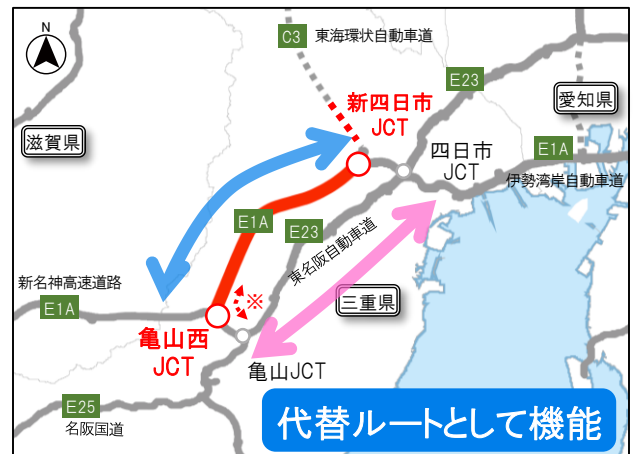 N
C3 東海環状自動車道
E23
新四日市
JCT
愛知県
滋賀県
四日市
JCT
E1A
伊勢湾岸自動車道
E1A
E23
東名阪自動車道
新名神高速道路
E1A
※
三重県
亀山西
JCT
亀山JCT
E25
名阪国道
代替ルートとして機能